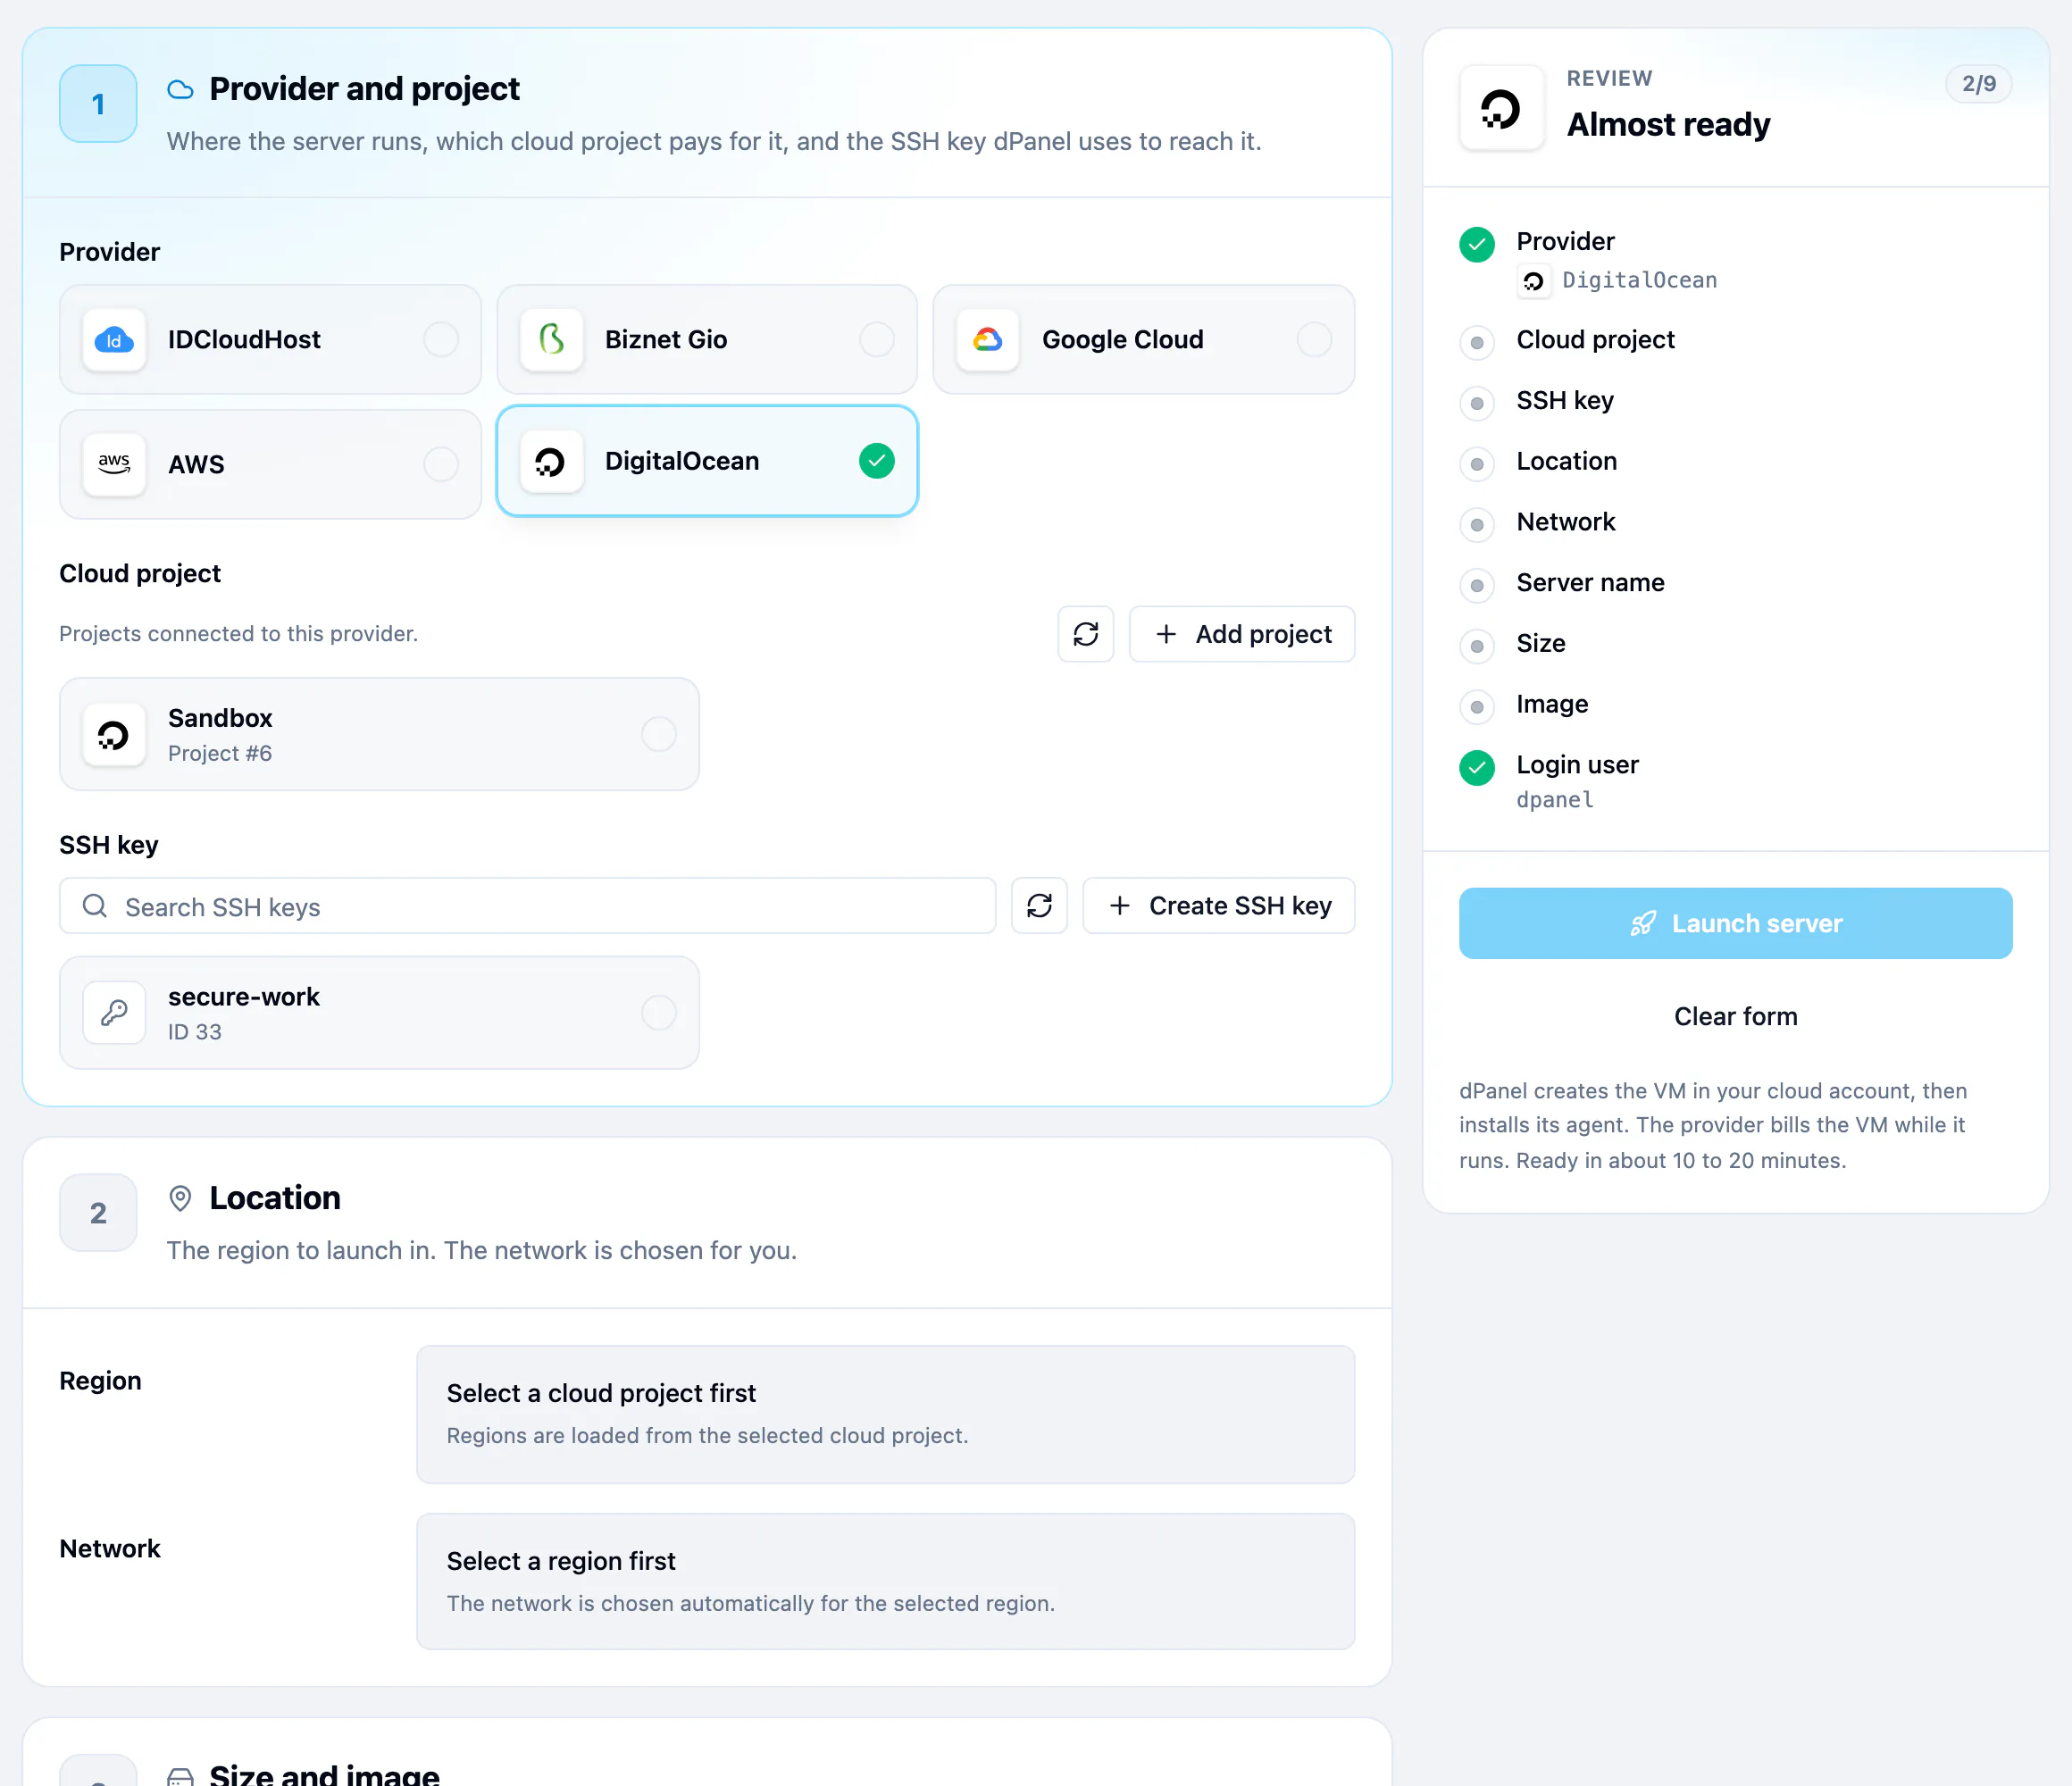 1
Provider and project
Where the server runs, which cloud project pays for it, and the SSH key dPanel uses to reach it.
Provider
Id
IDCloudHost
Biznet Gio
Google Cloud
aws
AWS
DigitalOcean
Cloud project
Projects connected to this provider.
Add project
Sandbox
Project #6
SSH key
Search SSH keys
Create SSH key
secure-work
ID 33
2
Location
The region to launch in. The network is chosen for you.
Region
Select a cloud project first
Regions are loaded from the selected cloud project.
Network
Select a region first
The network is chosen automatically for the selected region.
Size and image
REVIEW
2/9
Almost ready
Provider
DigitalOcean
Cloud project
SSH key
Location
Network
Server name
Size
Image
Login user
dpanel
Launch server
Clear form
dPanel creates the VM in your cloud account, then
installs its agent. The provider bills the VM while it
runs. Ready in about 10 to 20 minutes.